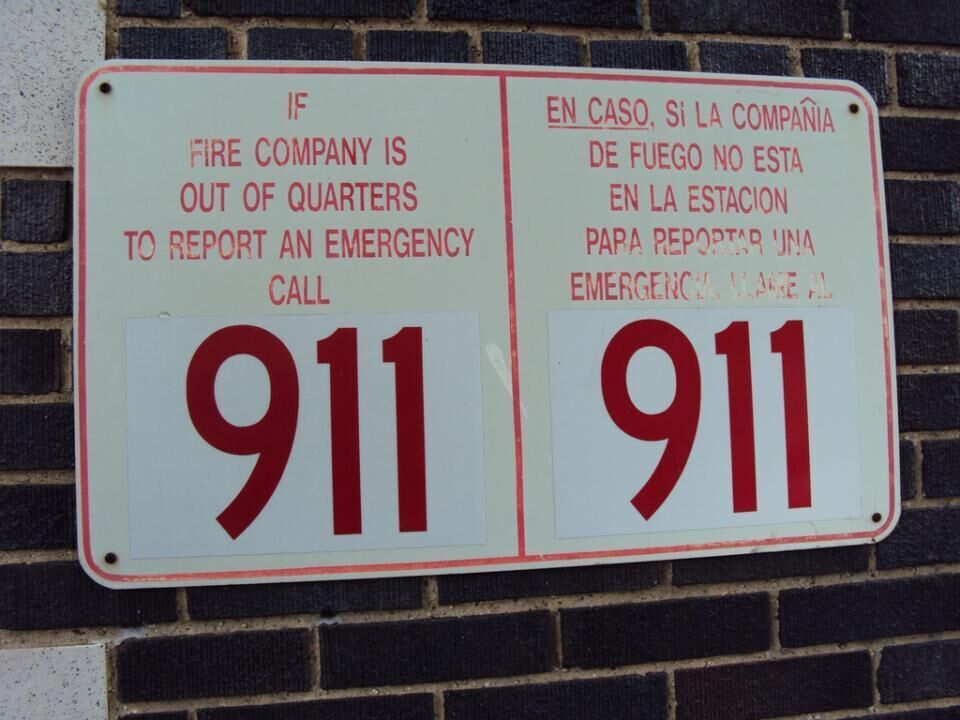 IF
FIRE COMPANY IS
OUT OF QUARTERS
TO REPORT AN EMERGENCY
CALL
911
EN CASO, Si LA COMPAÑIA
DE FUEGO NO ESTA
EN LA ESTACION
PARA REPORTAR UNA
EMERGENCIA, LLAME AL
911